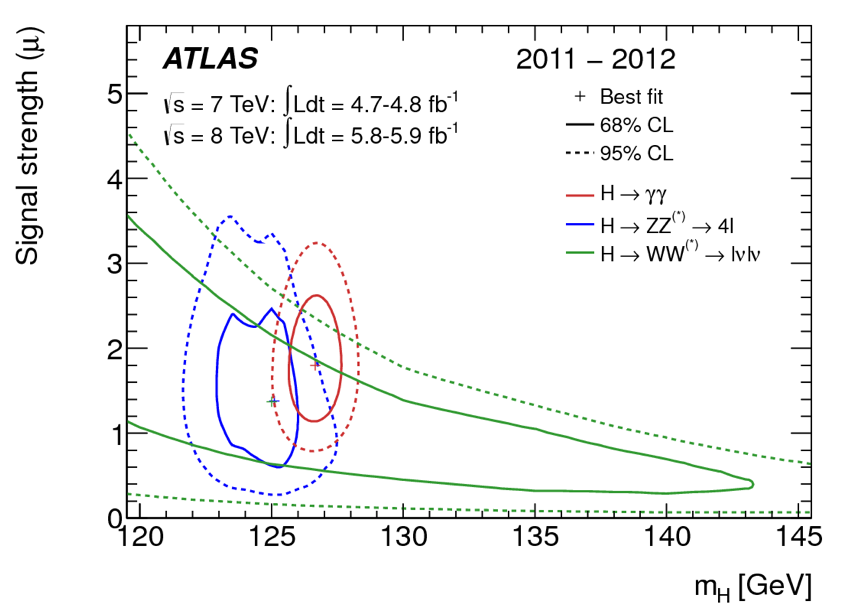 Signal strength (μ)
ATLAS
2011 − 2012
√s = 7 TeV: ∫Ldt = 4.7-4.8 fb⁻¹
√s = 8 TeV: ∫Ldt = 5.8-5.9 fb⁻¹
+ Best fit
68% CL
95% CL
H → γγ
H → ZZ⁽*⁾ → 4l
H → WW⁽*⁾ → lνlν
5
4
3
2
1
0
120 125 130 135 140 145
m_H [GeV]